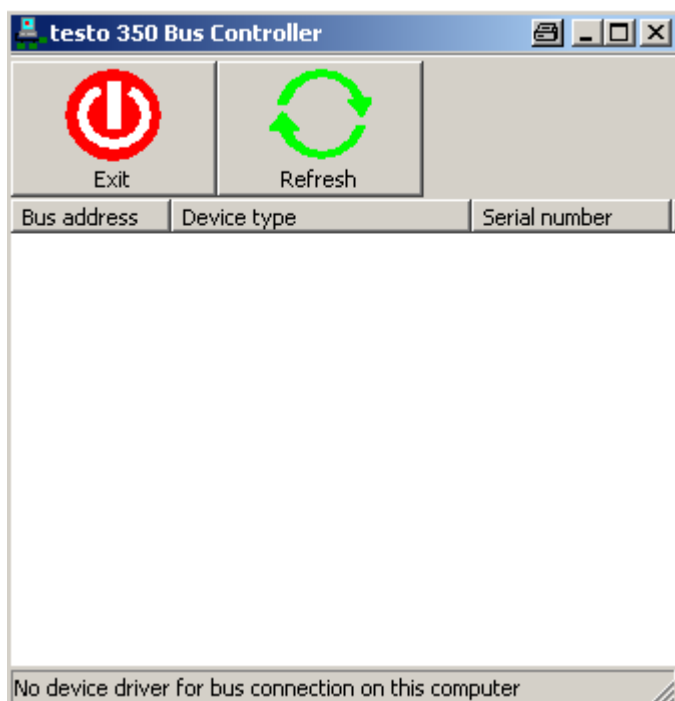 testo 350 Bus Controller
Exit Refresh
Bus address Device type Serial number
No device driver for bus connection on this computer